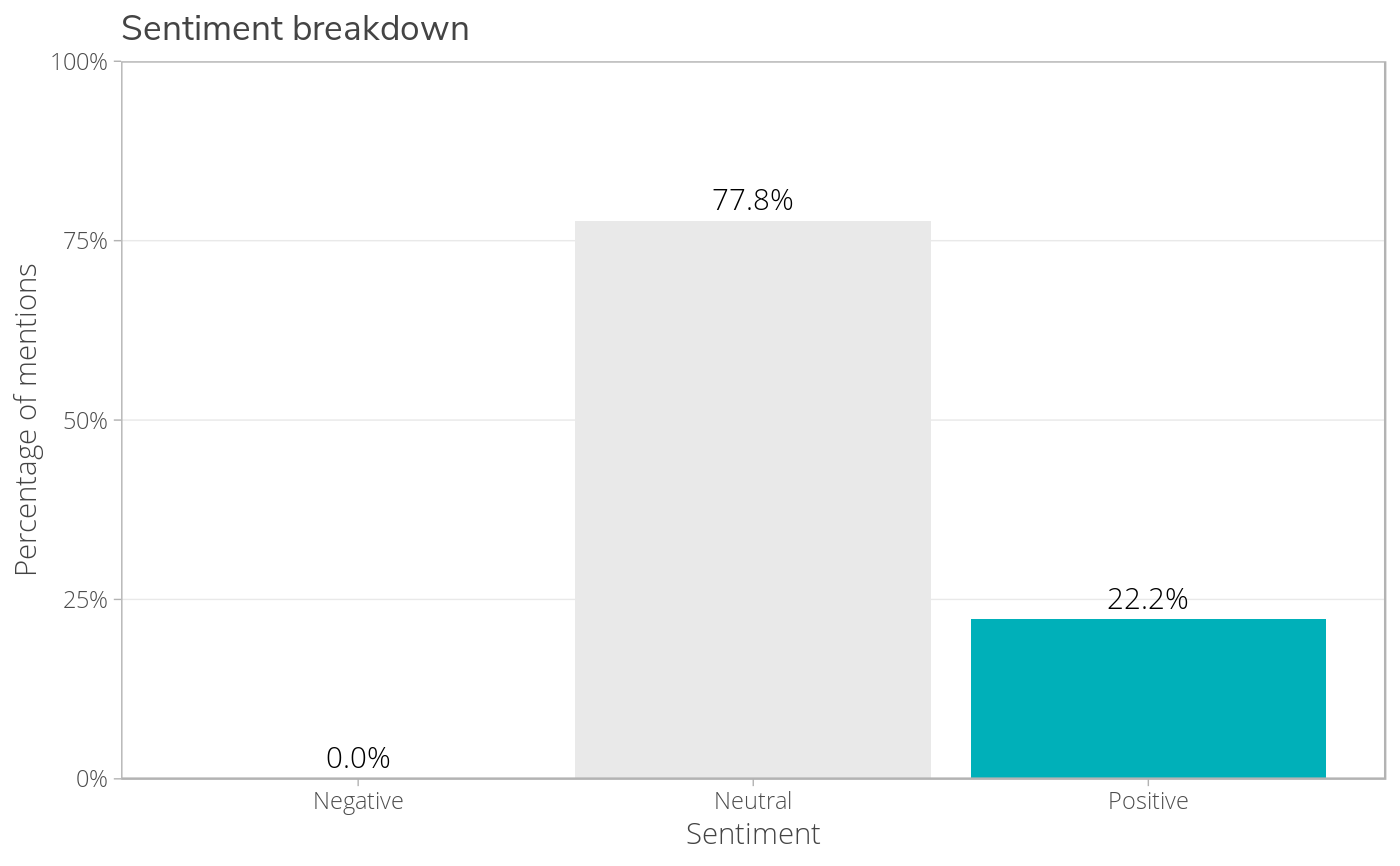 Sentiment breakdown
100%
75%
50%
25%
0%
Percentage of mentions
0.0%
77.8%
22.2%
Negative
Neutral
Positive
Sentiment